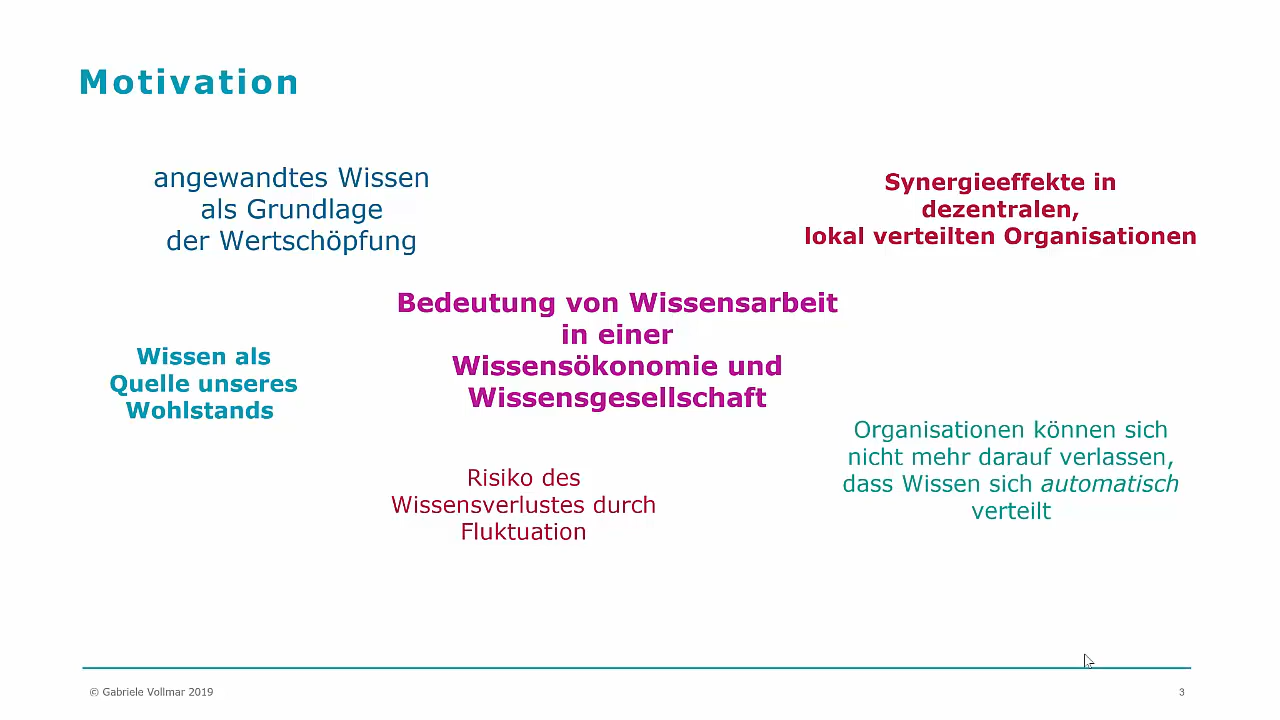 Motivation
angewandtes Wissen
als Grundlage
der Wertschöpfung
Synergieeffekte in
dezentralen,
lokal verteilten Organisationen
Bedeutung von Wissensarbeit
in einer
Wissensökonomie und
Wissensgesellschaft
Wissen als
Quelle unseres
Wohlstands
Organisationen können sich
nicht mehr darauf verlassen,
dass Wissen sich automatisch
verteilt
Risiko des
Wissensverlustes durch
Fluktuation
© Gabriele Vollmar 2019
3